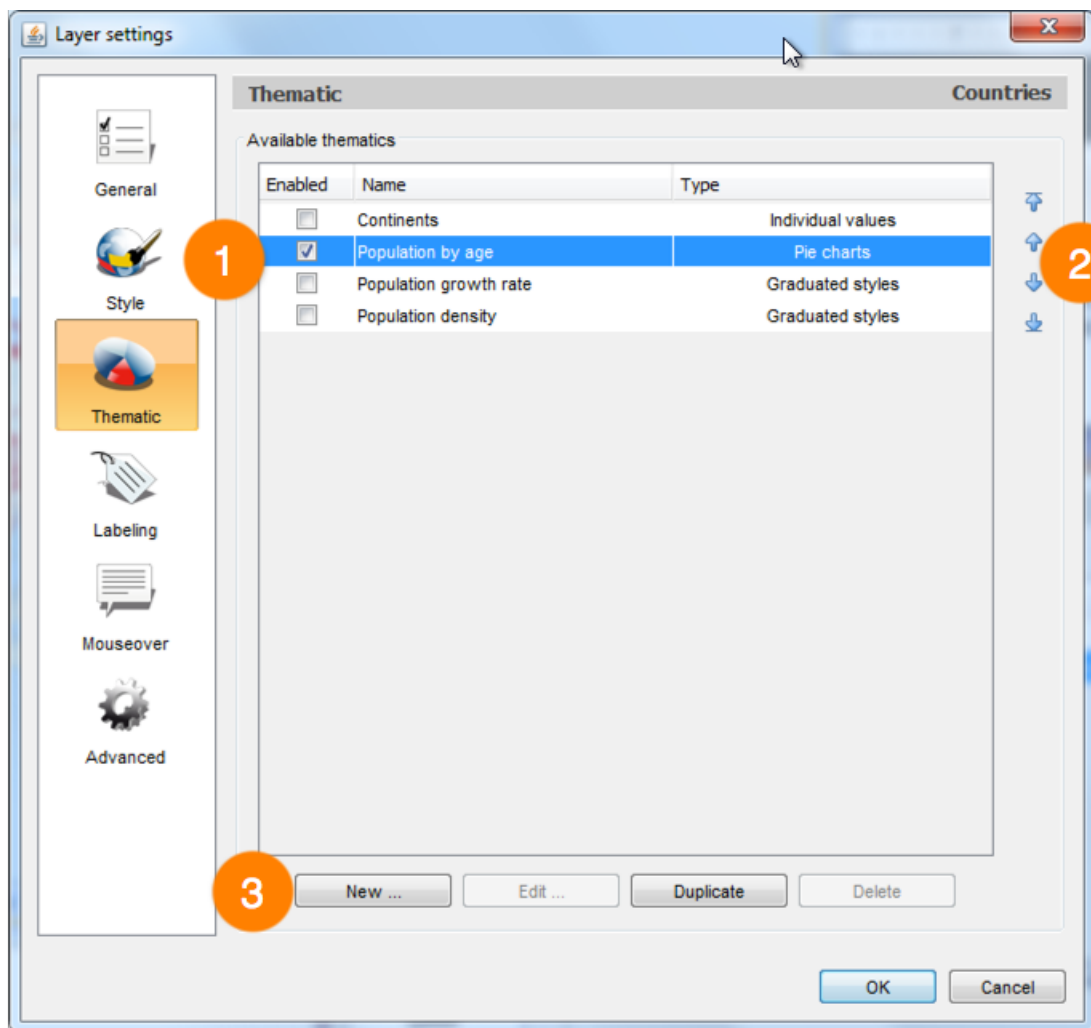 Layer settings
Thematic Countries
Available thematics
General
Style
Thematic
Labeling
Mouseover
Advanced
Enabled Name Type
Continents Individual values
1 Population by age Pie charts
Population growth rate Graduated styles
Population density Graduated styles
2
3 New ... Edit ... Duplicate Delete
OK Cancel